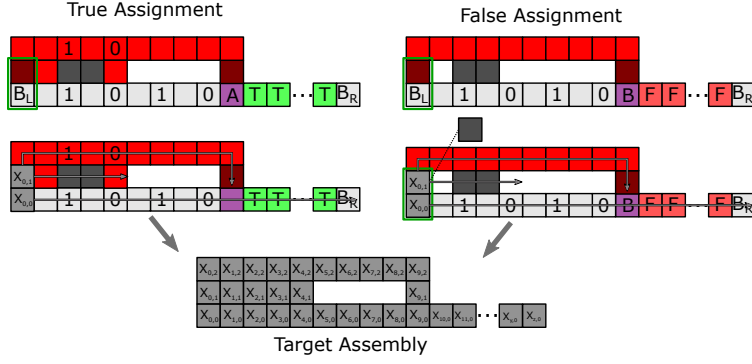 True Assignment
False Assignment
1 0
B_L 1 0 1 0 A T T ... T B_R
B_L 1 0 1 0 B F F ... F B_R
1 0
X_{0,1}
X_{0,0} 1 0 1 0 T T ... T B_R
X_{0,1}
X_{0,0} 1 0 1 0 B F F ... F B_R
X_{0,2} X_{1,2} X_{2,2} X_{3,2} X_{4,2} X_{5,2} X_{6,2} X_{7,2} X_{8,2} X_{9,2}
X_{0,1} X_{1,1} X_{2,1} X_{3,1} X_{4,1} X_{9,1}
X_{0,0} X_{1,0} X_{2,0} X_{3,0} X_{4,0} X_{5,0} X_{6,0} X_{7,0} X_{8,0} X_{9,0} X_{10,0} X_{11,0} ...
Target Assembly